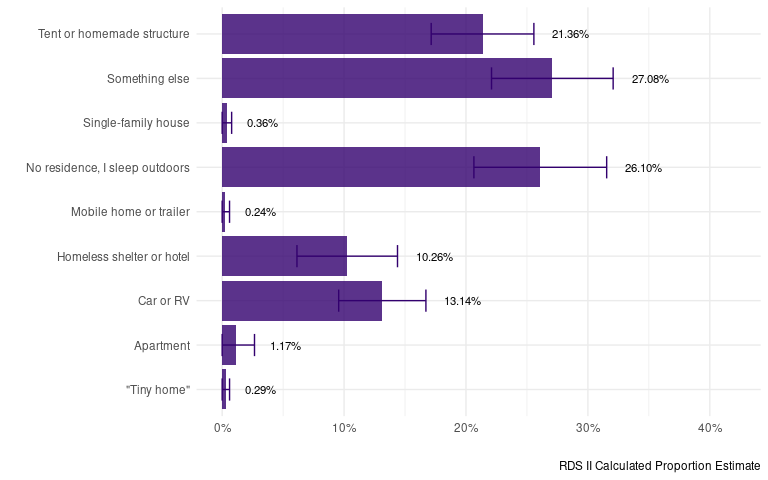 Tent or homemade structure 21.36%
Something else 27.08%
Single-family house 0.36%
No residence, I sleep outdoors 26.10%
Mobile home or trailer 0.24%
Homeless shelter or hotel 10.26%
Car or RV 13.14%
Apartment 1.17%
"Tiny home" 0.29%
0% 10% 20% 30% 40%
RDS II Calculated Proportion Estimate